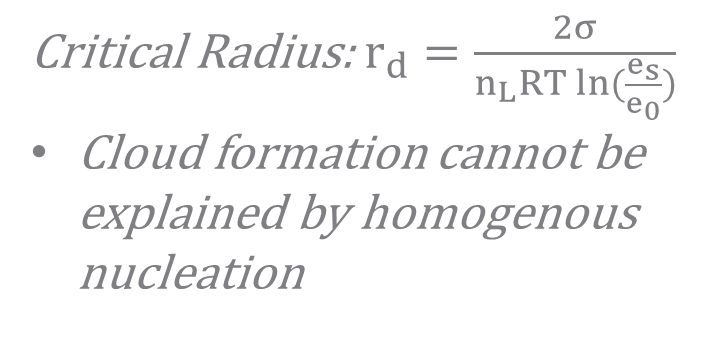 Critical Radius: r_d = 2σ / (n_L RT ln(e_s/e_0))
• Cloud formation cannot be
explained by homogenous
nucleation